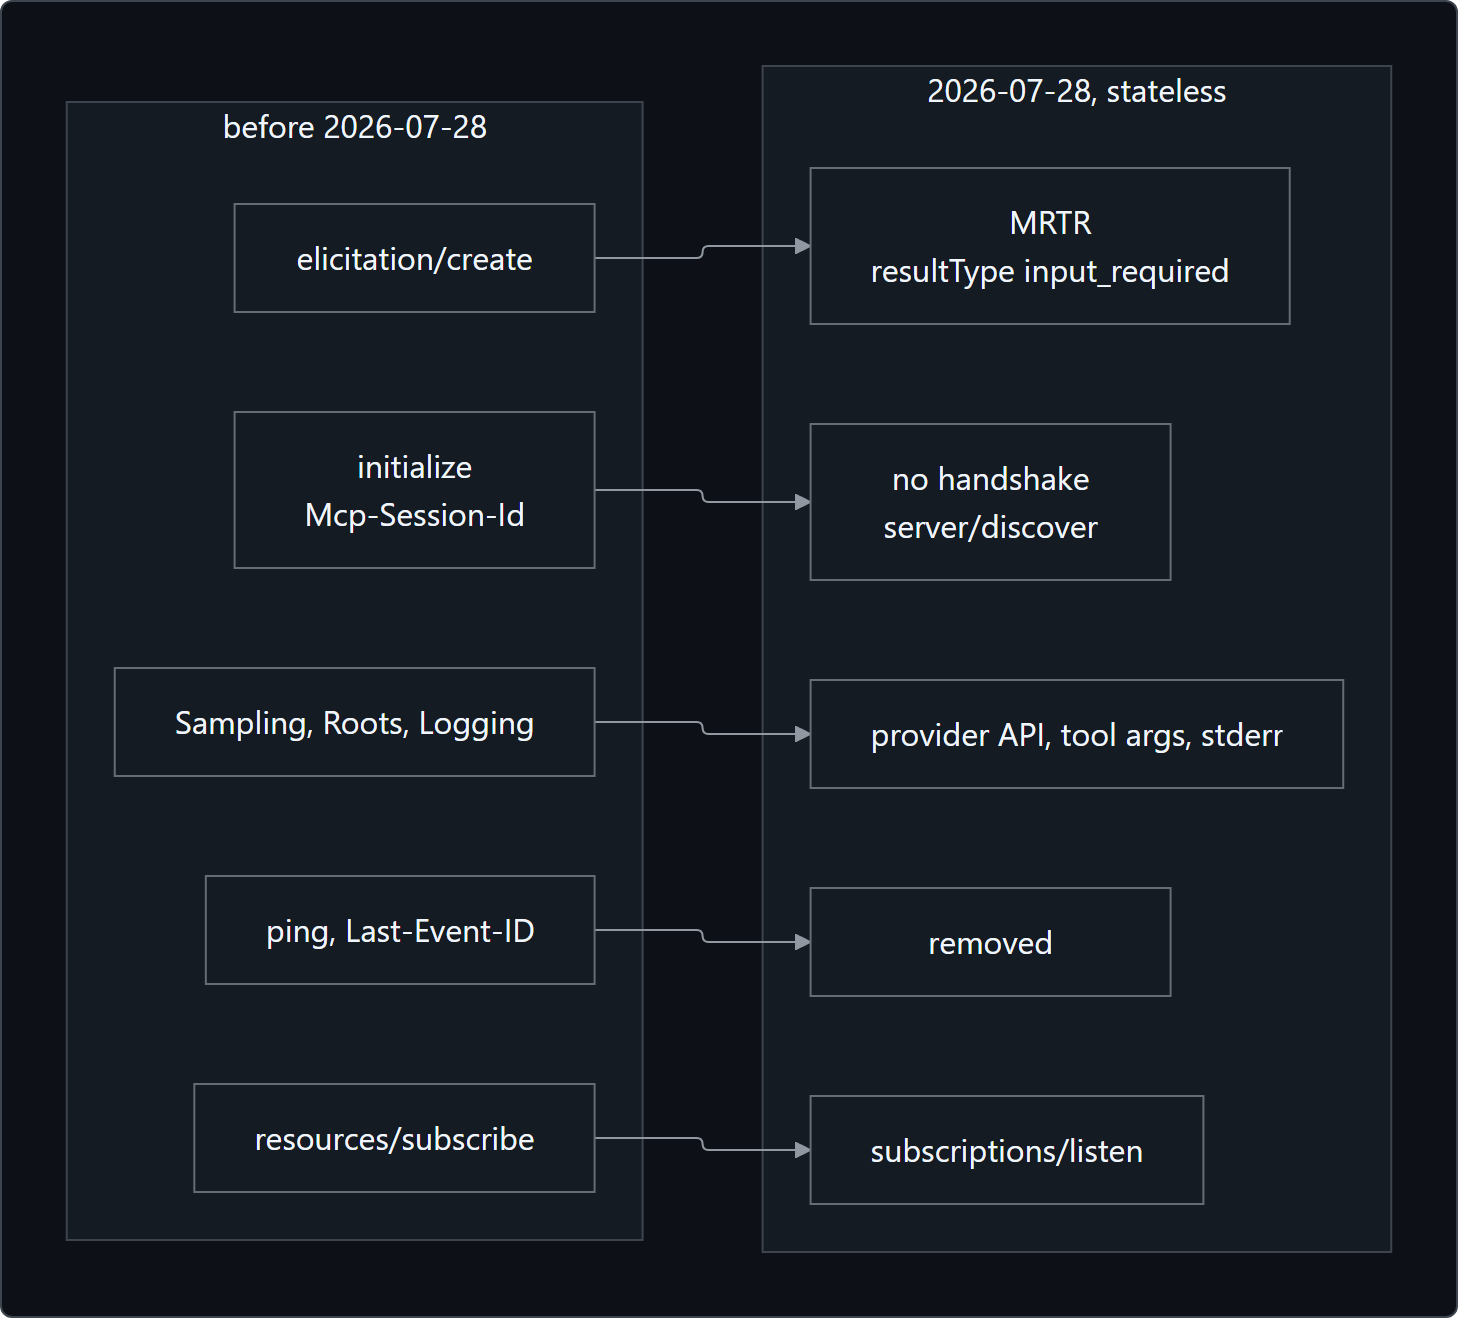 before 2026-07-28
elicitation/create
initialize
Mcp-Session-Id
Sampling, Roots, Logging
ping, Last-Event-ID
resources/subscribe
2026-07-28, stateless
MRTR
resultType input_required
no handshake
server/discover
provider API, tool args, stderr
removed
subscriptions/listen